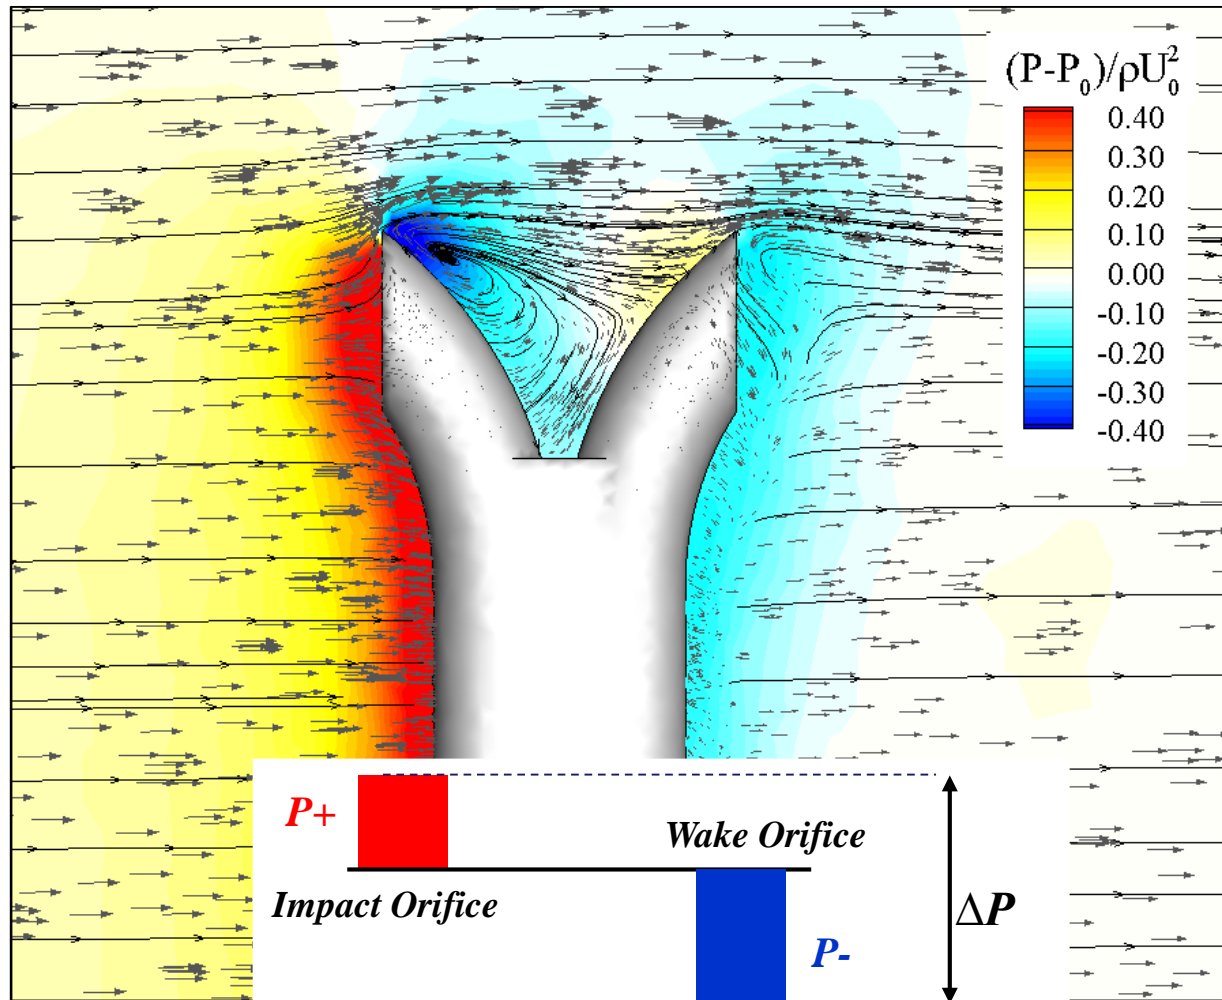 (P-P₀)/ρU₀²
0.40
0.30
0.20
0.10
0.00
-0.10
-0.20
-0.30
-0.40
P+
Wake Orifice
Impact Orifice
ΔP
P-